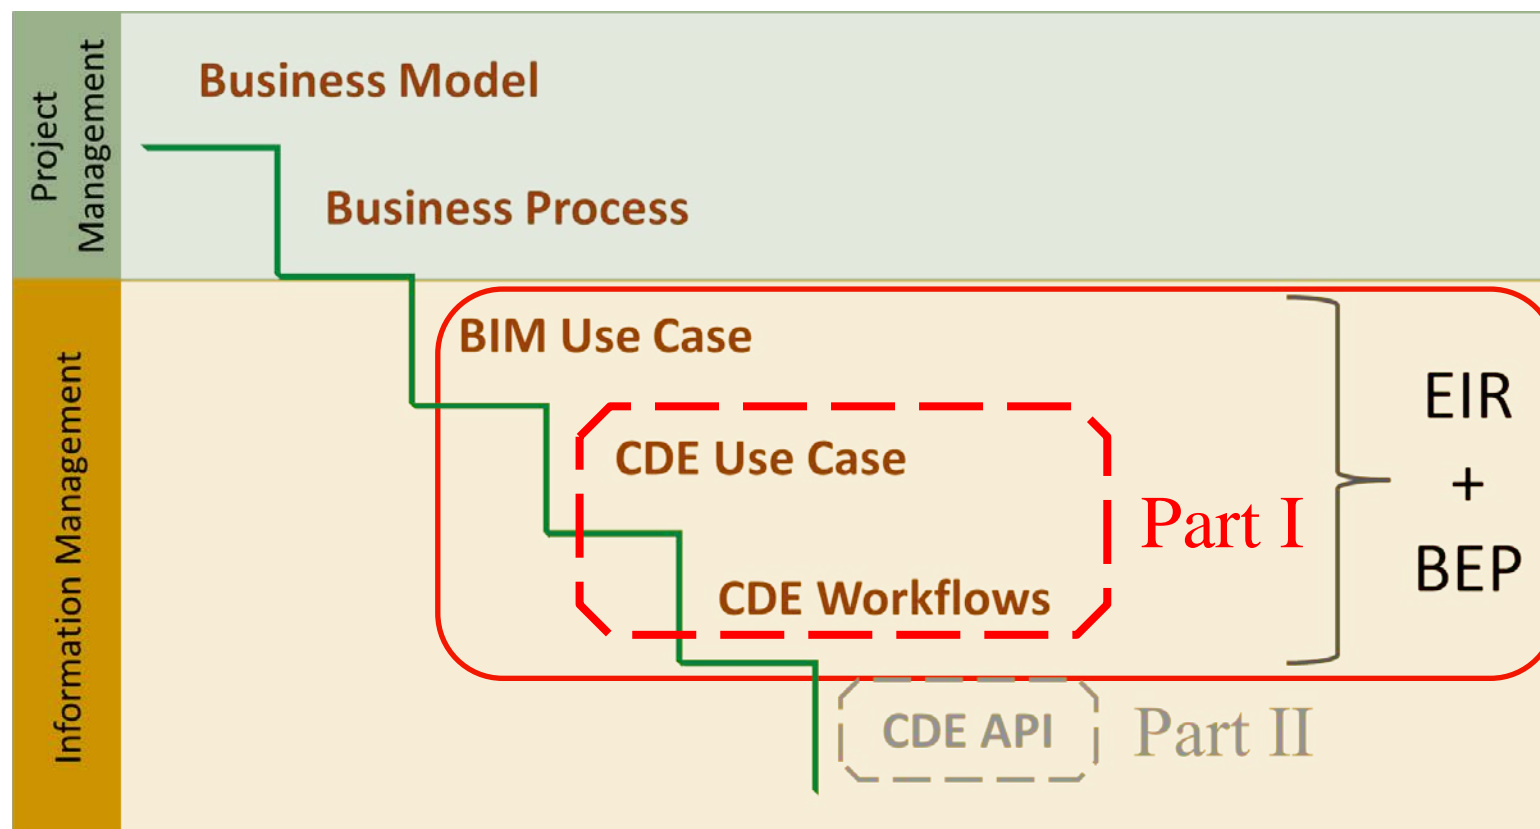 Project
Management
Business Model
Business Process
Information Management
BIM Use Case
CDE Use Case
CDE Workflows
Part I
EIR
+
BEP
CDE API
Part II